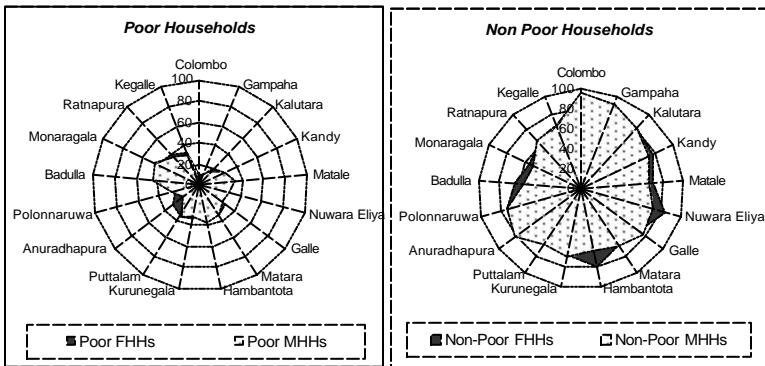 Poor Households
Colombo
100
Gampaha
80
Kalutara
60
Kandy
40
Matale
20
Nuwara Eliya
Galle
Matara
Hambantota
Kurunegala
Puttalam
Anuradhapura
Polonnaruwa
Badulla
Monaragala
Ratnapura
Kegalle
Poor FHHs Poor MHHs
Non Poor Households
Colombo
100
Gampaha
80
Kalutara
60
Kandy
40
Matale
20
Nuwara Eliya
Galle
Matara
Hambantota
Kurunegala
Puttalam
Anuradhapura
Polonnaruwa
Badulla
Monaragala
Ratnapura
Kegalle
Non-Poor FHHs Non-Poor MHHs